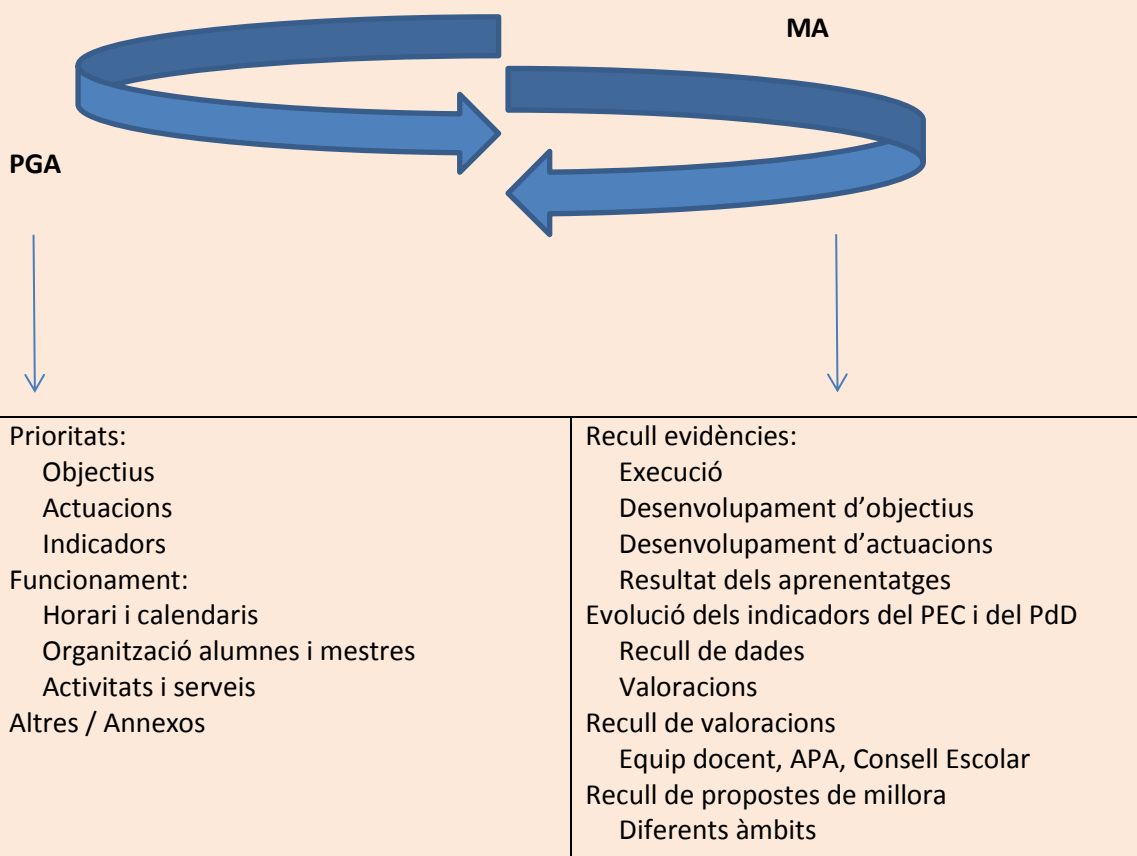 MA
PGA
Prioritats:
Objectius
Actuacions
Indicadors
Funcionament:
Horari i calendaris
Organització alumnes i mestres
Activitats i serveis
Altres / Annexos
Recull evidències:
Execució
Desenvolupament d’objectius
Desenvolupament d’actuacions
Resultat dels aprenentatges
Evolució dels indicadors del PEC i del PdD
Recull de dades
Valoracions
Recull de valoracions
Equip docent, APA, Consell Escolar
Recull de propostes de millora
Diferents àmbits